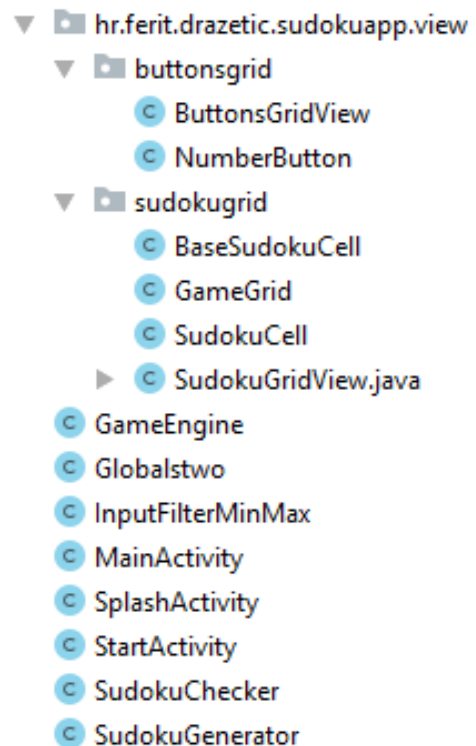 hr.ferit.drazetic.sudokuapp.view
buttonsgrid
ButtonsGridView
NumberButton
sudokugrid
BaseSudokuCell
GameGrid
SudokuCell
SudokuGridView.java
GameEngine
Globalstwo
InputFilterMinMax
MainActivity
SplashActivity
StartActivity
SudokuChecker
SudokuGenerator